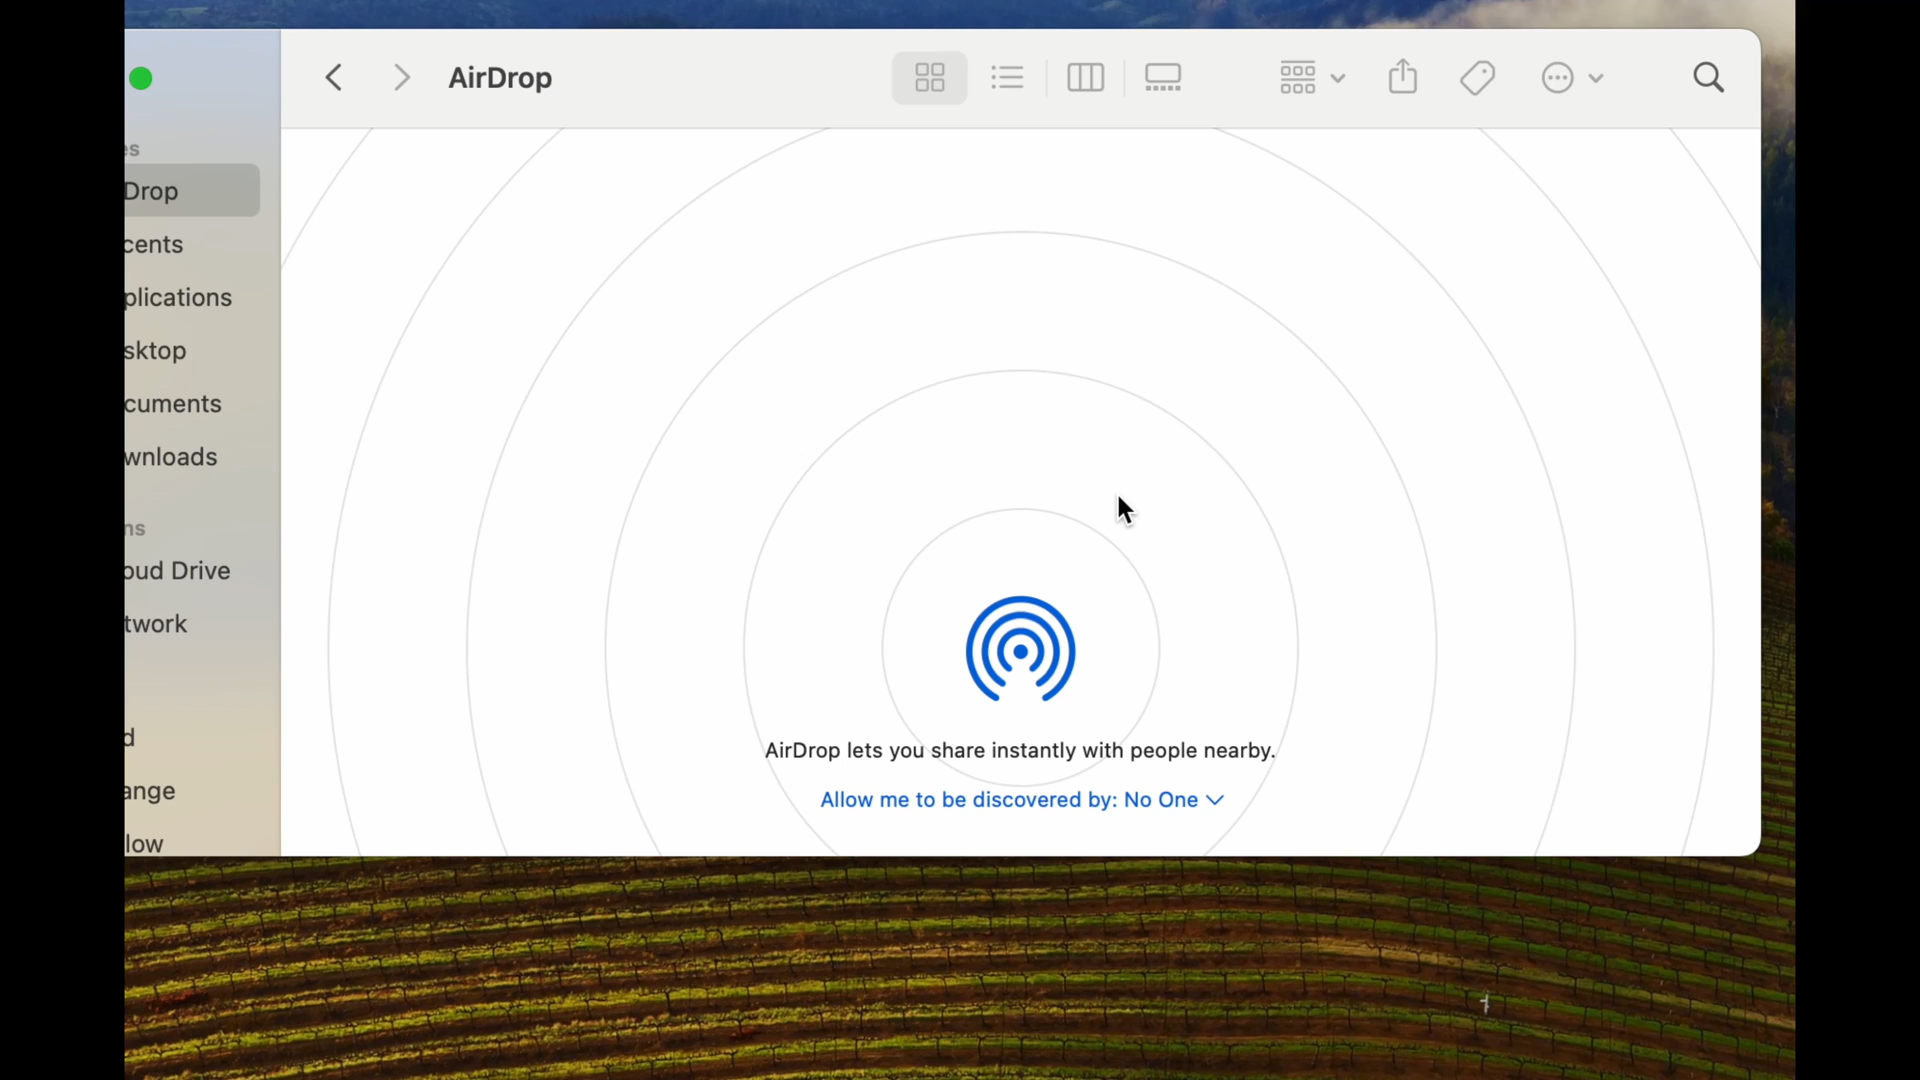 AirDrop
es
Drop
cents
plications
sktop
cuments
wnloads
ns
oud Drive
twork
d
ange
low
AirDrop lets you share instantly with people nearby.
Allow me to be discovered by: No One